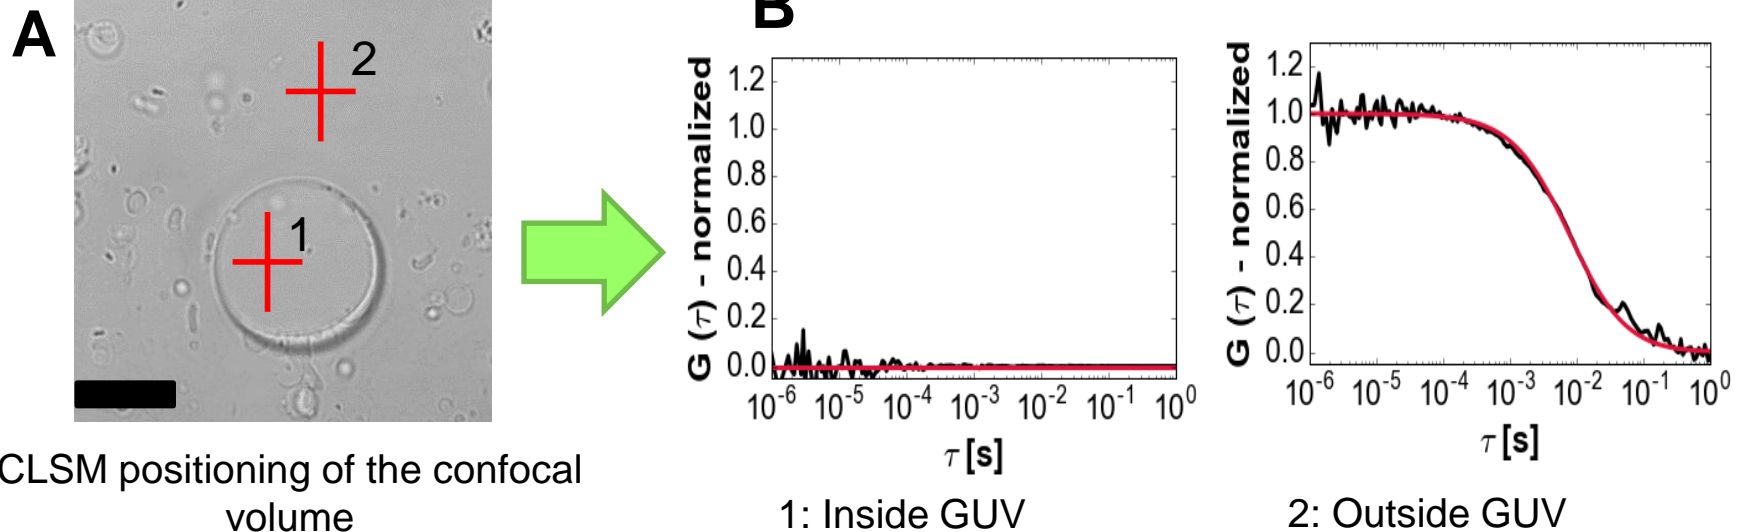 A
B
2
1
CLSM positioning of the confocal
volume
G (τ) - normalized
1.2
1.0
0.8
0.6
0.4
0.2
0.0
10⁻⁶ 10⁻⁵ 10⁻⁴ 10⁻³ 10⁻² 10⁻¹ 10⁰
τ [s]
1: Inside GUV
G (τ) - normalized
1.2
1.0
0.8
0.6
0.4
0.2
0.0
10⁻⁶ 10⁻⁵ 10⁻⁴ 10⁻³ 10⁻² 10⁻¹ 10⁰
τ [s]
2: Outside GUV